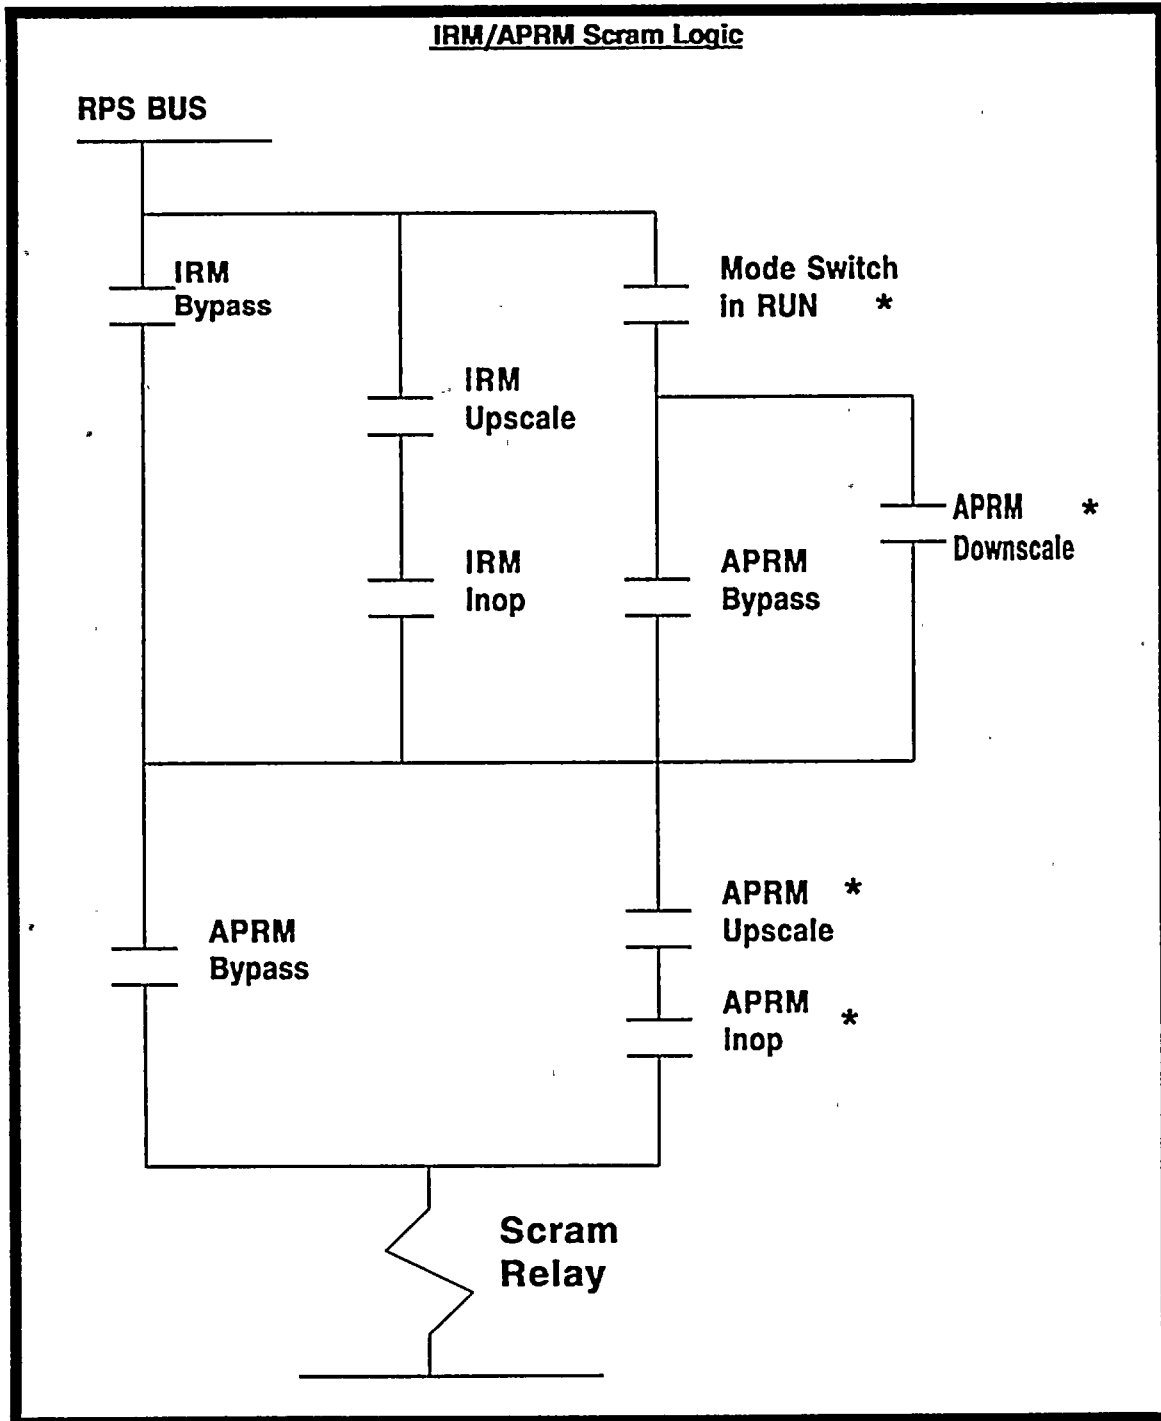 IRM/APRM Scram Logic
RPS BUS
IRM
Bypass
Mode Switch
in RUN *
IRM
Upscale
APRM *
Downscale
IRM
Inop
APRM
Bypass
APRM *
Upscale
APRM
Bypass
APRM *
Inop
Scram
Relay